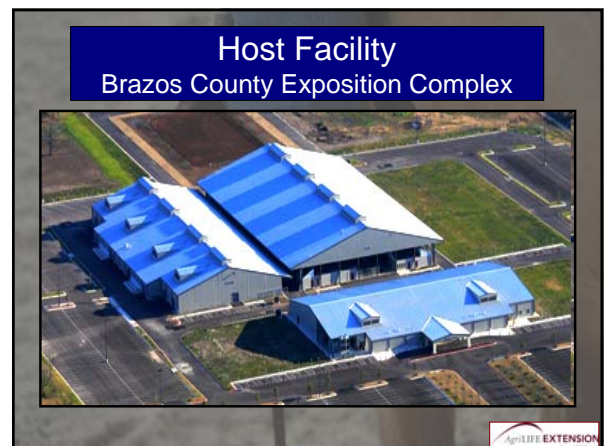 Host Facility
Brazos County Exposition Complex
AgriLIFE EXTENSION